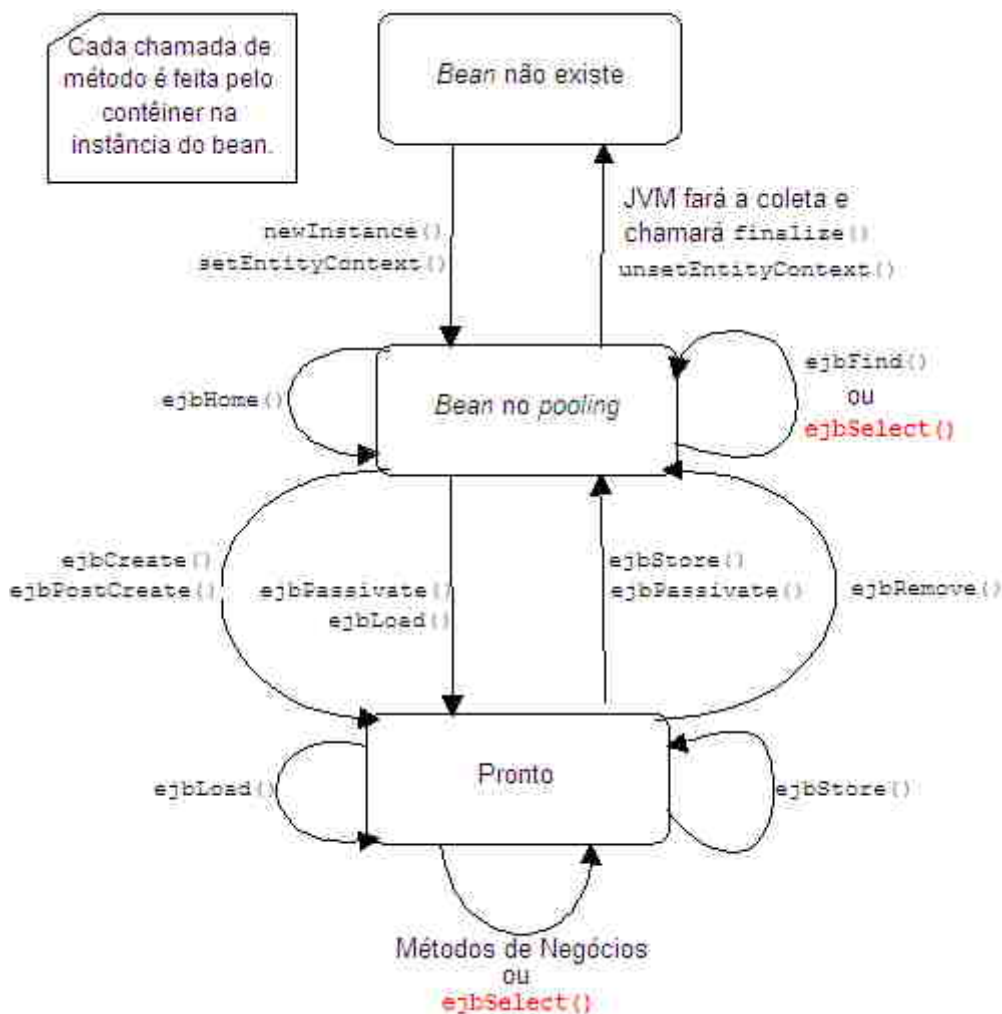 Cada chamada de
método é feita pelo
contêiner na
instância do bean.
Bean não existe
newInstance()
setEntityContext()
JVM fará a coleta e
chamará finalize()
unsetEntityContext()
ejbHome()
Bean no pooling
ejbFind()
ou
ejbSelect()
ejbCreate()
ejbPostCreate()
ejbPassivate()
ejbLoad()
ejbStore()
ejbPassivate()
ejbRemove()
ejbLoad()
Pronto
ejbStore()
Métodos de Negócios
ou
ejbSelect()